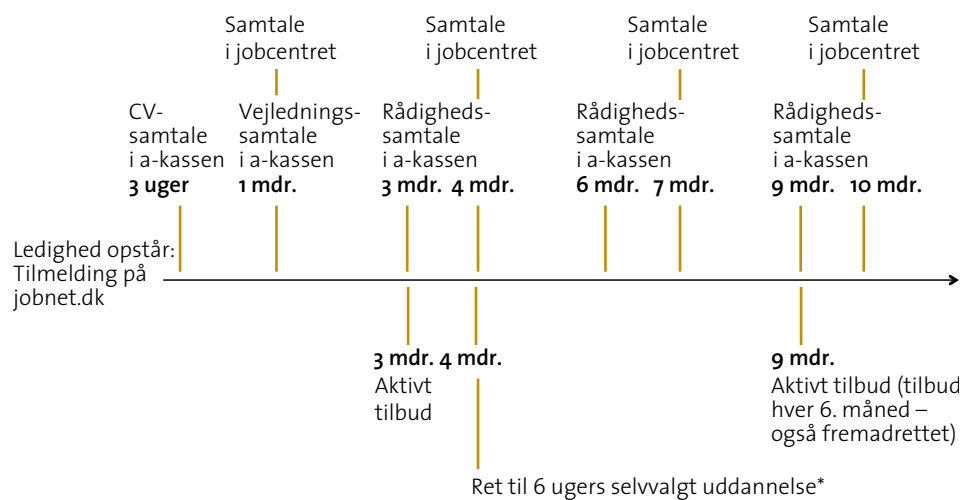 Samtale
i jobcentret
Samtale
i jobcentret
Samtale
i jobcentret
Samtale
i jobcentret
CV-
samtale
i a-kassen
3 uger
Vejlednings-
samtale
i a-kassen
1 mdr.
Rådigheds-
samtale
i a-kassen
3 mdr. 4 mdr.
Rådigheds-
samtale
i a-kassen
6 mdr. 7 mdr.
Rådigheds-
samtale
i a-kassen
9 mdr. 10 mdr.
Ledighed opstår:
Tilmelding på
jobnet.dk
3 mdr. 4 mdr.
Aktivt
tilbud
9 mdr.
Aktivt tilbud (tilbud
hver 6. måned –
også fremadrettet)
Ret til 6 ugers selvvalgt uddannelse*